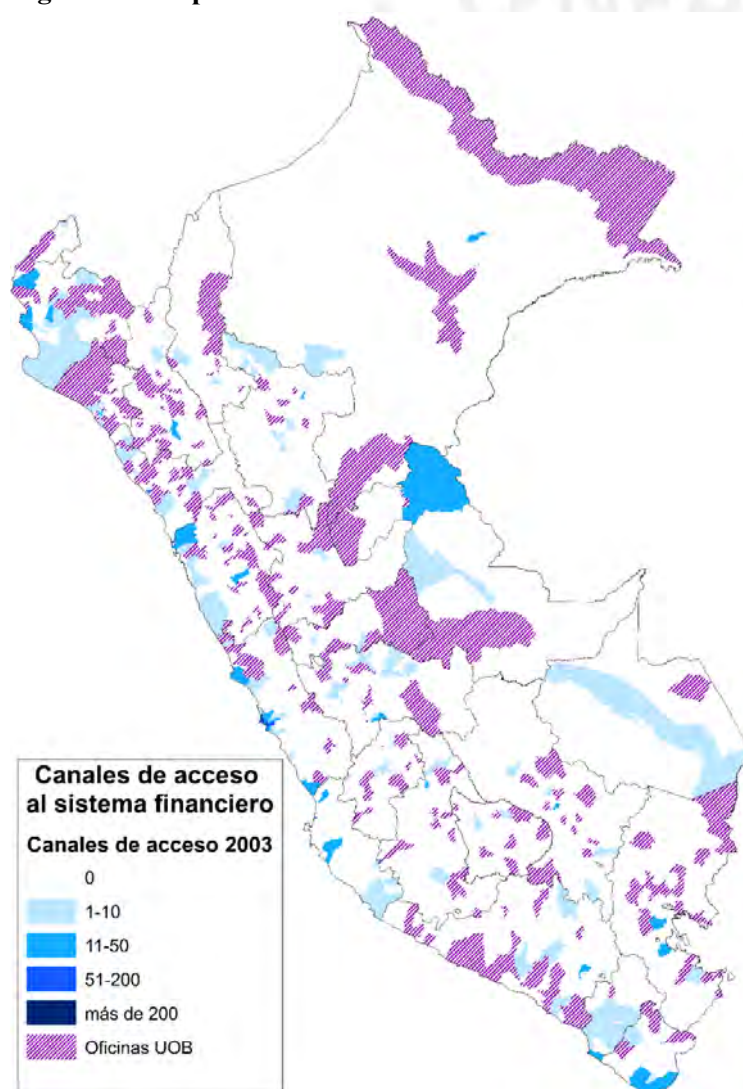 Canales de acceso
al sistema financiero
Canales de acceso 2003
0
1-10
11-50
51-200
más de 200
Oficinas UOB